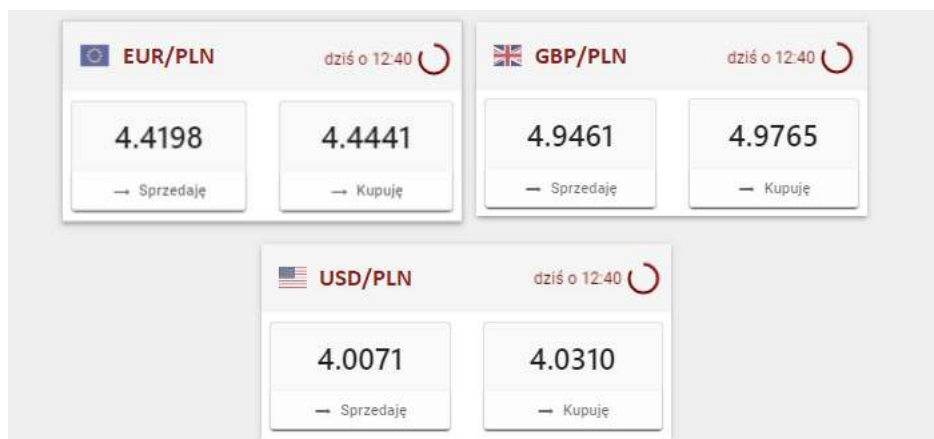 EUR/PLN dziś o 12:40
4.4198 4.4441
→ Sprzedaję → Kupuję
GBP/PLN dziś o 12:40
4.9461 4.9765
→ Sprzedaję → Kupuję
USD/PLN dziś o 12:40
4.0071 4.0310
→ Sprzedaję → Kupuję